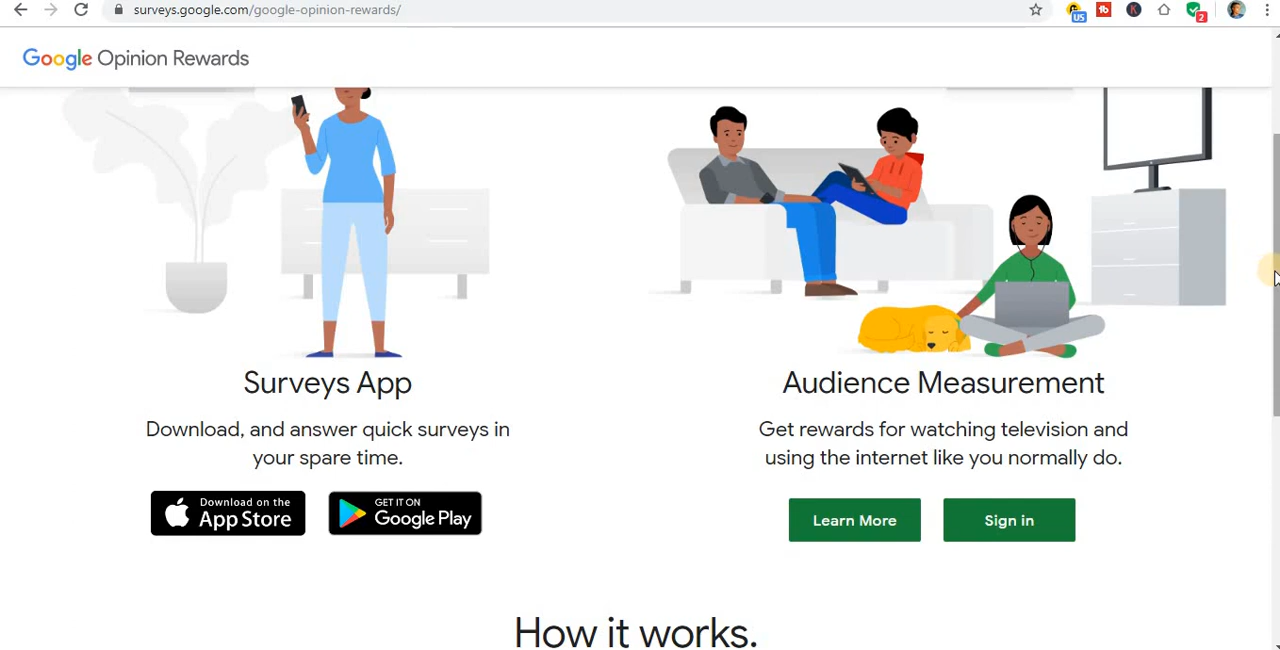 surveys.google.com/google-opinion-rewards/
US
K
2
Google Opinion Rewards
Surveys App
Download, and answer quick surveys in
your spare time.
Download on the
App Store
GET IT ON
Google Play
Audience Measurement
Get rewards for watching television and
using the internet like you normally do.
Learn More
Sign in
How it works.